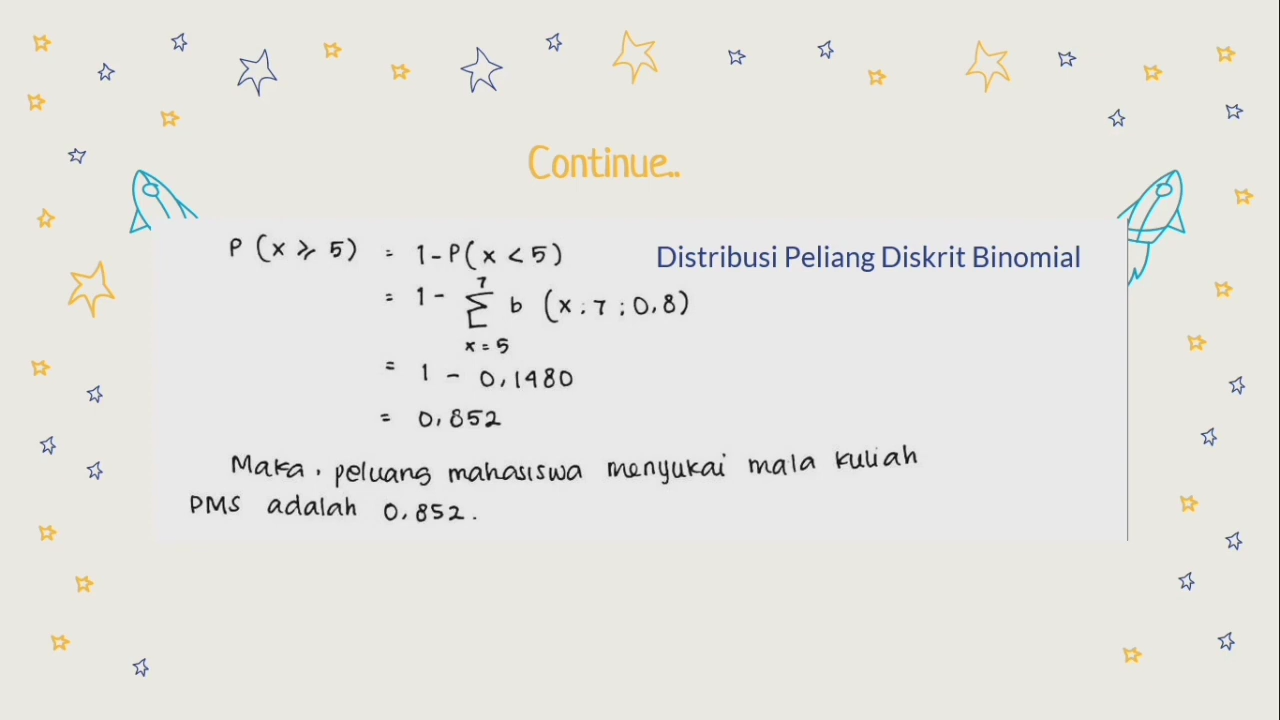 Continue..
Distribusi Peliang Diskrit Binomial
P (x ≥ 5) = 1 - P(x < 5)
7
= 1 - Σ b (x ; 7 ; 0,8)
x = 5
= 1 - 0,1480
= 0,852
Maka, peluang mahasiswa menyukai mala kuliah
PMS adalah 0,852.